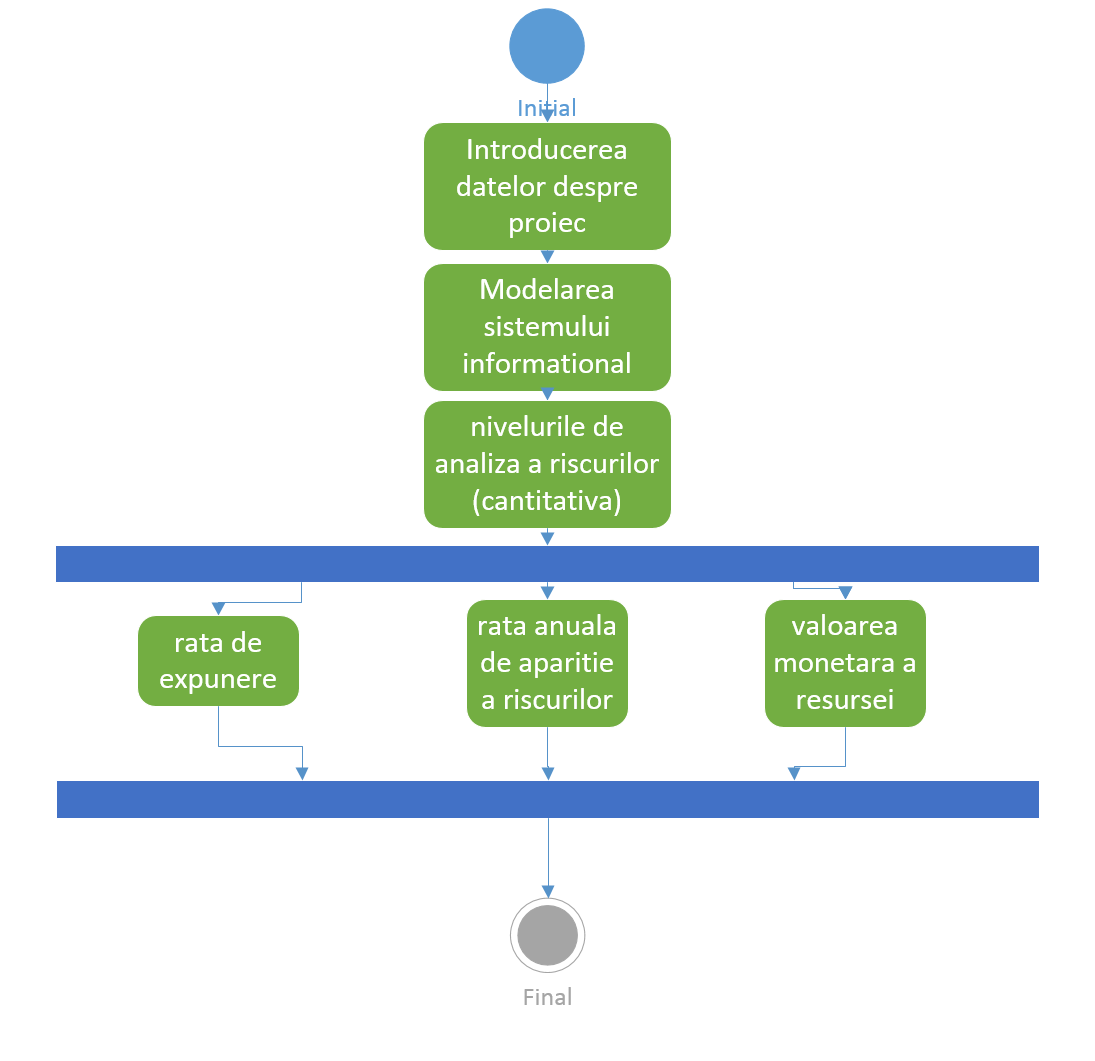 Initial
Introducerea
datelor despre
proiec
Modelarea
sistemului
informational
nivelurile de
analiza a riscurilor
(cantitativa)
rata de
expunere
rata anuala
de aparitie
a riscurilor
valoarea
monetara a
resursei
Final